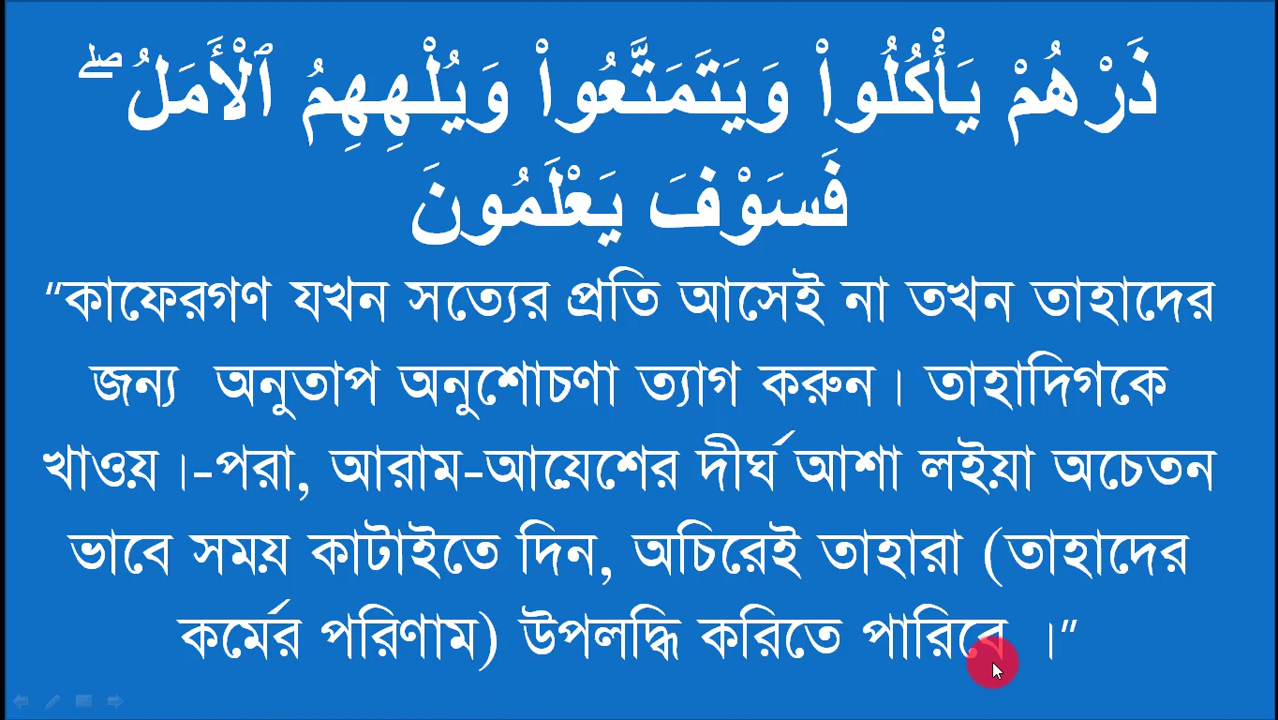 ذَرْهُمْ يَأْكُلُوا۟ وَيَتَمَتَّعُوا۟ وَيُلْهِهِمُ ٱلْأَمَلُ ۖ
فَسَوْفَ يَعْلَمُونَ
“কাফেরগণ যখন সত্যের প্রতি আসেই না তখন তাহাদের
জন্য অনুতাপ অনুশোচণা ত্যাগ করুন। তাহাদিগকে
খাওয় ।-পরা, আরাম-আয়েশের দীর্ঘ আশা লইয়া অচেতন
ভাবে সময় কাটাইতে দিন, অচিরেই তাহারা (তাহাদের
কর্মের পরিণাম) উপলদ্ধি করিতে পারিবে ।”